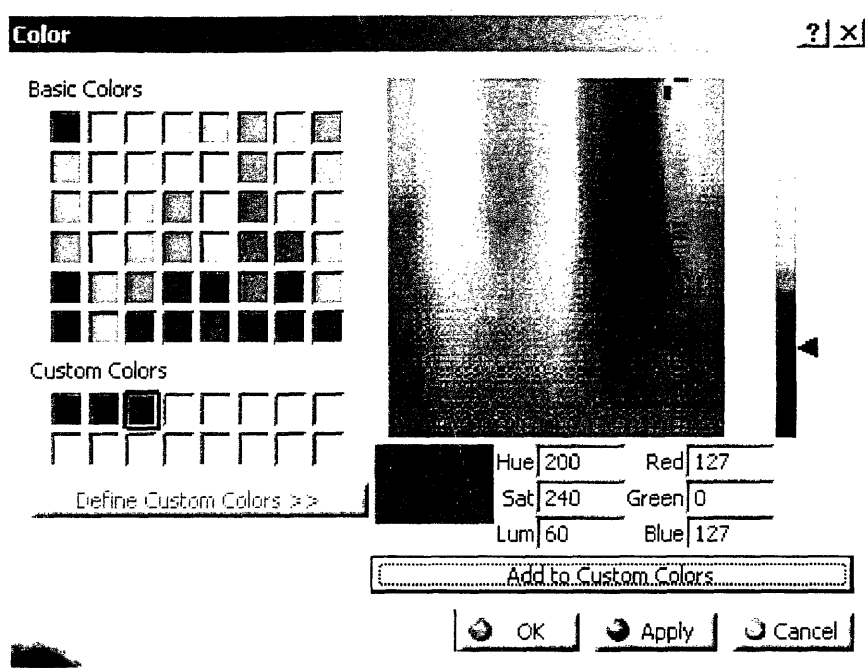 Color
? ×
Basic Colors
Custom Colors
Define Custom Colors >>
Hue 200 Red 127
Sat 240 Green 0
Lum 60 Blue 127
Add to Custom Colors
OK Apply Cancel